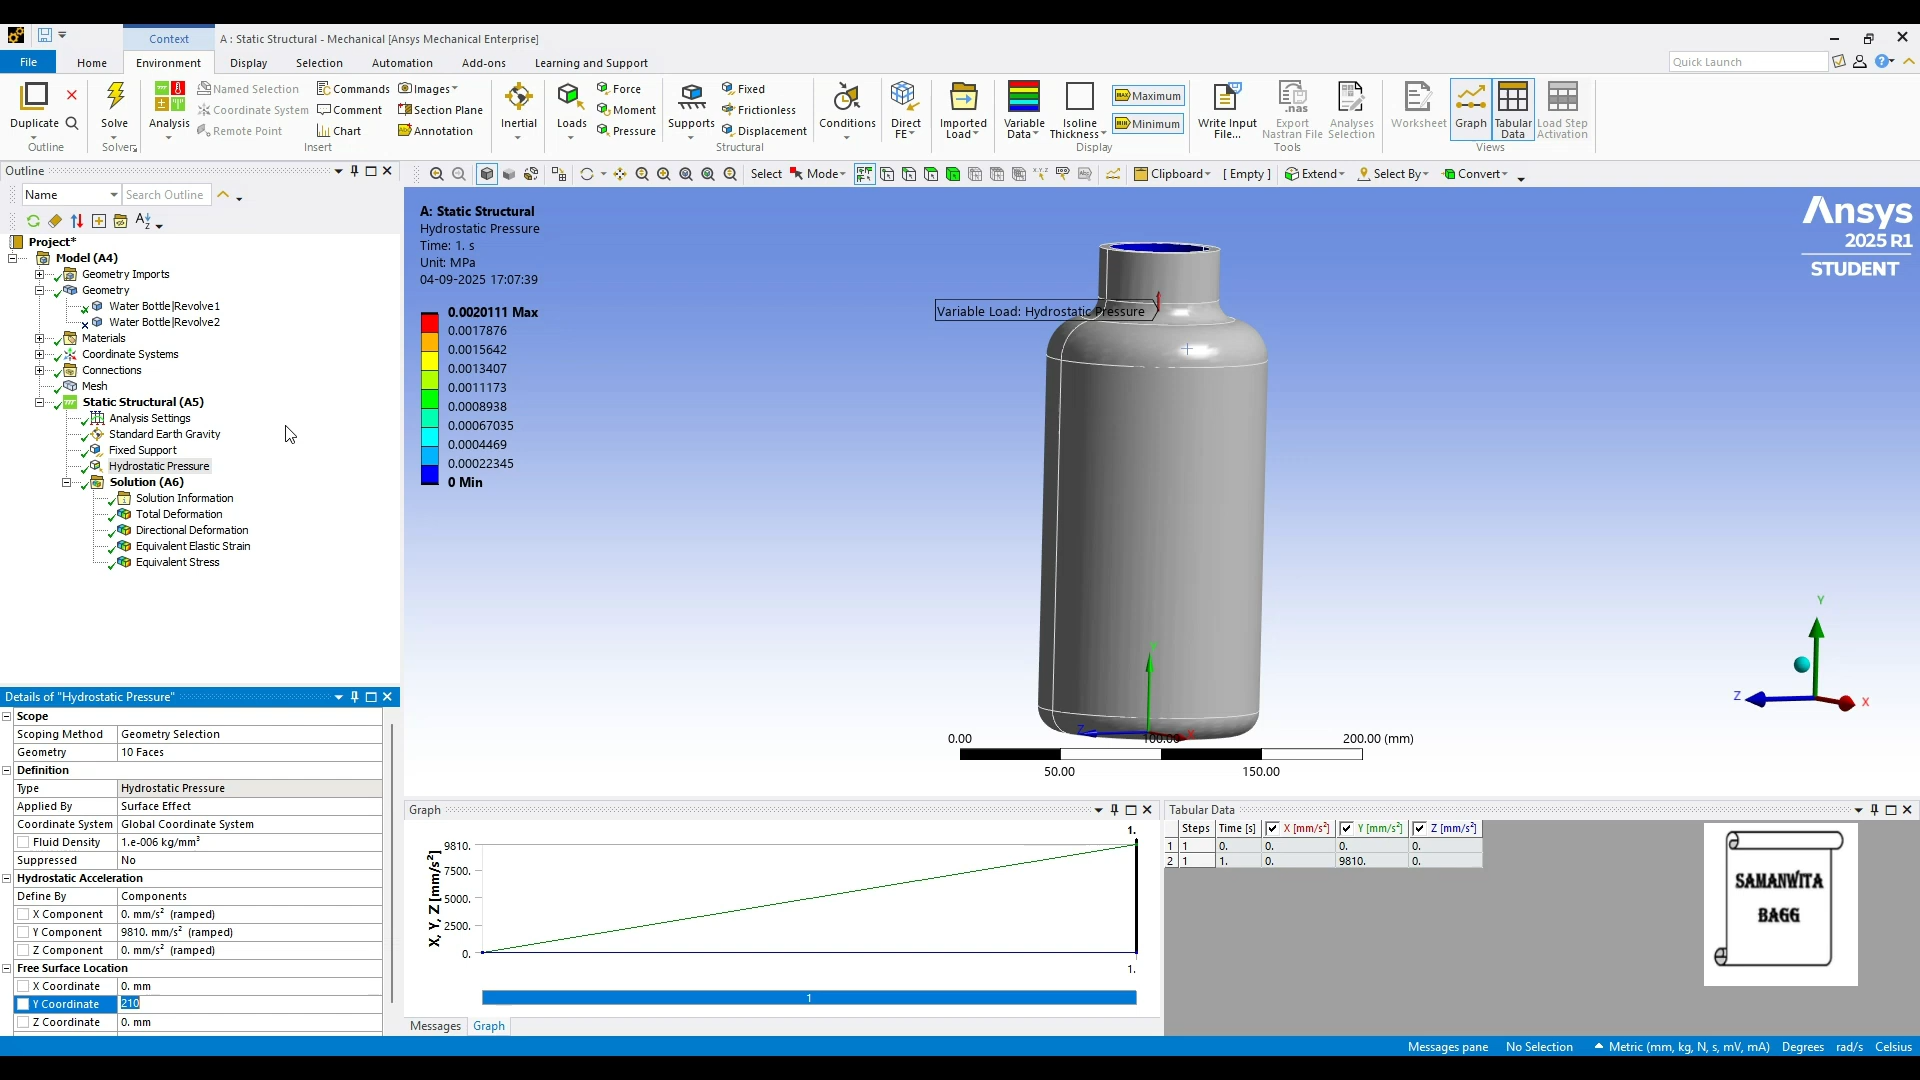 Context
A : Static Structural - Mechanical [Ansys Mechanical Enterprise]
File
Home
Environment
Display
Selection
Automation
Add-ons
Learning and Support
Quick Launch
Duplicate
Outline
Solve
Solver
Analysis
Named Selection
Coordinate System
Remote Point
Commands
Comment
Chart
Images
Section Plane
Annotation
Insert
Inertial
Loads
Force
Moment
Pressure
Supports
Fixed
Frictionless
Displacement
Structural
Conditions
Direct
FE
Imported
Load
Variable
Data
Isoline
Thickness
Maximum
Minimum
Display
Write Input
File...
Export
Nastran File
Analyses
Selection
Tools
Worksheet
Graph
Tabular
Data
Load Step
Activation
Views
Outline
Name
Search Outline
Select
Mode
Clipboard
[ Empty ]
Extend
Select By
Convert
Project*
Model (A4)
Geometry Imports
Geometry
Water Bottle|Revolve1
Water Bottle|Revolve2
Materials
Coordinate Systems
Connections
Mesh
Static Structural (A5)
Analysis Settings
Standard Earth Gravity
Fixed Support
Hydrostatic Pressure
Solution (A6)
Solution Information
Total Deformation
Directional Deformation
Equivalent Elastic Strain
Equivalent Stress
A: Static Structural
Hydrostatic Pressure
Time: 1. s
Unit: MPa
04-09-2025 17:07:39
0.0020111 Max
0.0017876
0.0015642
0.0013407
0.0011173
0.0008938
0.00067035
0.0004469
0.00022345
0 Min
Variable Load: Hydrostatic Pressure
Ansys
2025 R1
STUDENT
Y
Z
X
0.00
100.00
200.00 (mm)
50.00
150.00
Details of "Hydrostatic Pressure"
Scope
Scoping Method Geometry Selection
Geometry 10 Faces
Definition
Type Hydrostatic Pressure
Applied By Surface Effect
Coordinate System Global Coordinate System
Fluid Density 1.e-006 kg/mm³
Suppressed No
Hydrostatic Acceleration
Define By Components
X Component 0. mm/s² (ramped)
Y Component 9810. mm/s² (ramped)
Z Component 0. mm/s² (ramped)
Free Surface Location
X Coordinate 0. mm
Y Coordinate 210
Z Coordinate 0. mm
Graph
1.
X, Y, Z [mm/s²]
9810.
7500.
5000.
2500.
0.
1.
1
Messages
Graph
Tabular Data
Steps Time [s] X [mm/s²] Y [mm/s²] Z [mm/s²]
1 1 0. 0. 0. 0.
2 1 1. 0. 9810. 0.
SAMANWITA
BAGG
Messages pane
No Selection
Metric (mm, kg, N, s, mV, mA)
Degrees
rad/s
Celsius